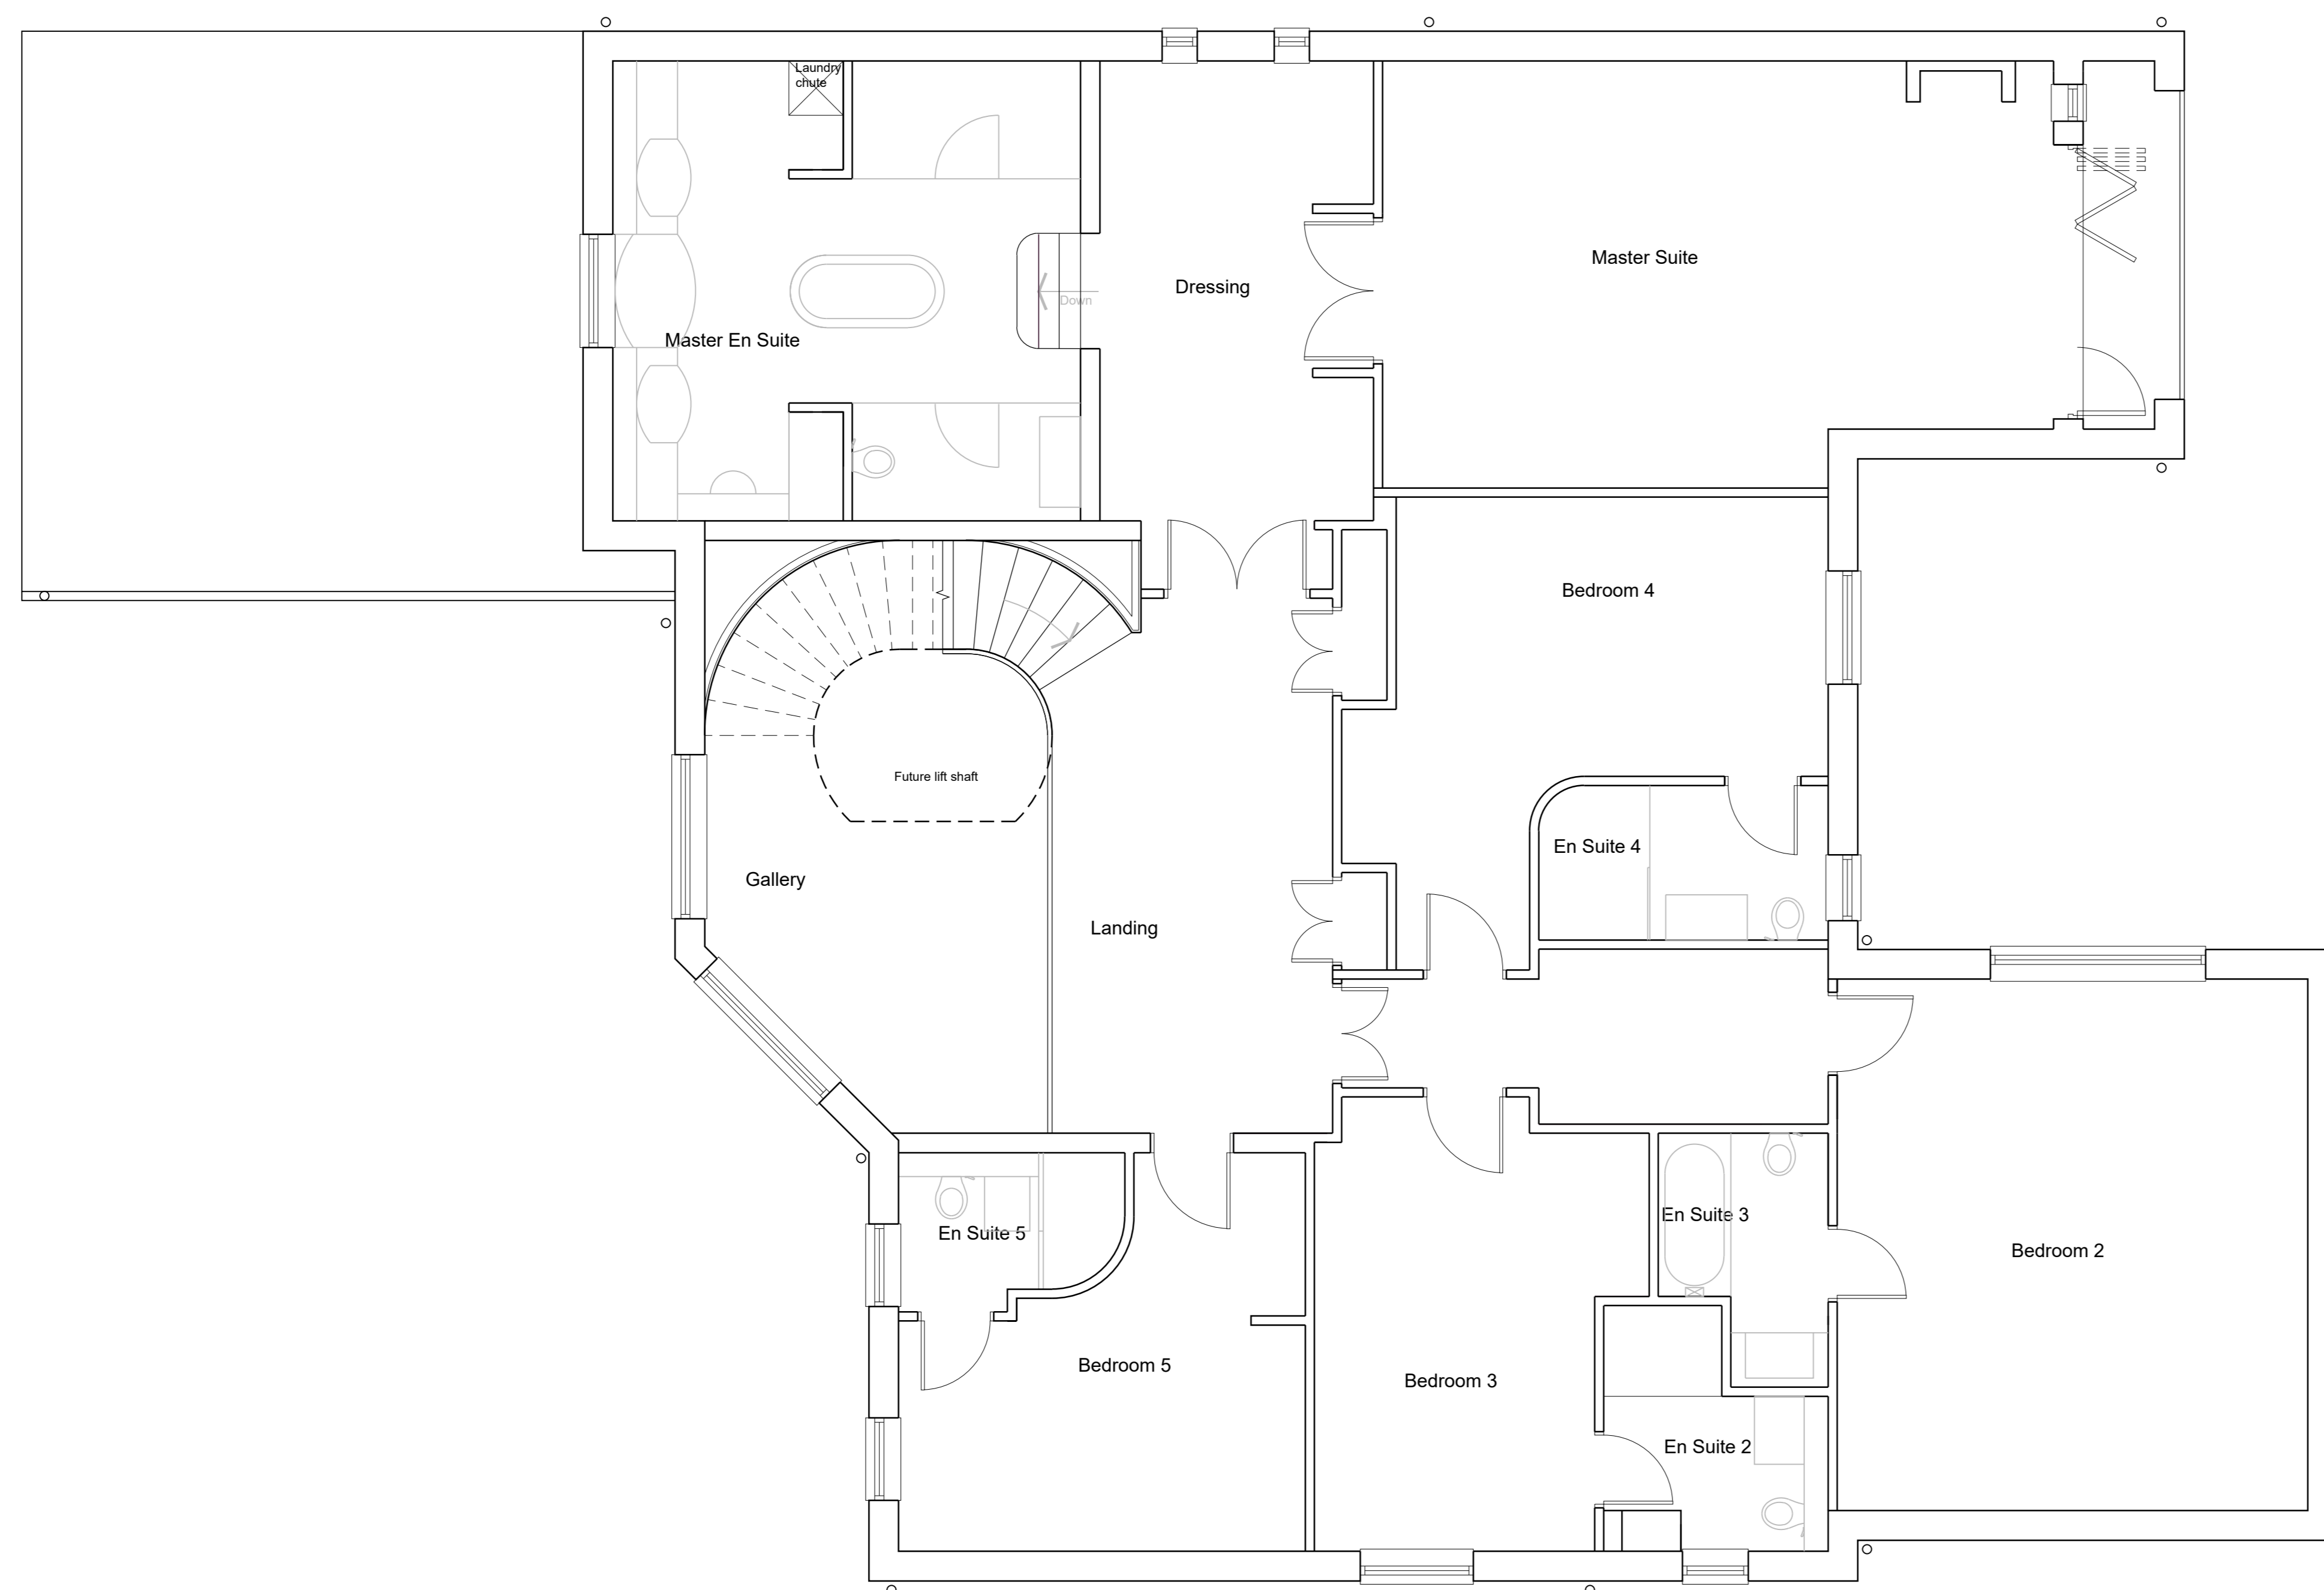 Laundry
chute
Master Suite
Dressing
Down
Master En Suite
Bedroom 4
Future lift shaft
En Suite 4
Gallery
Landing
En Suite 3
En Suite 5
Bedroom 2
Bedroom 5
Bedroom 3
En Suite 2